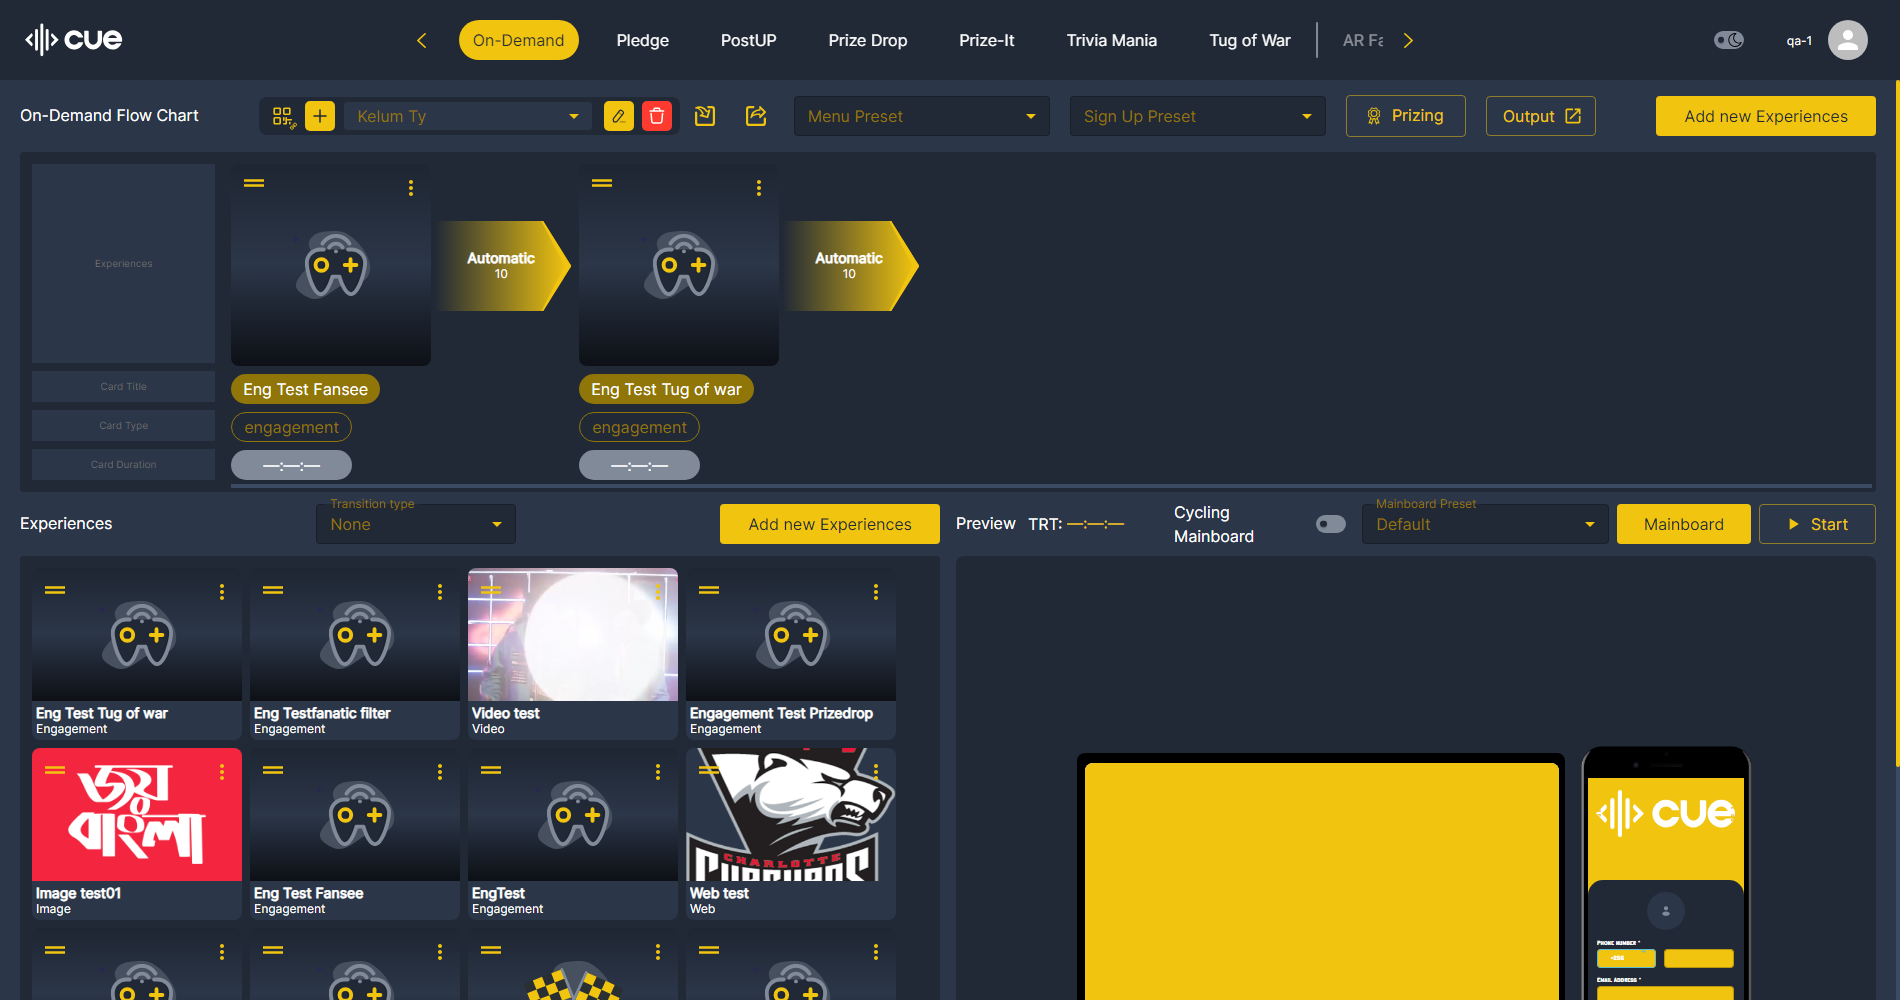 cue
On-Demand
Pledge
PostUP
Prize Drop
Prize-It
Trivia Mania
Tug of War
AR Fa
qa-1
On-Demand Flow Chart
Kelum Ty
Menu Preset
Sign Up Preset
Prizing
Output
Add new Experiences
Experiences
Automatic
10
Automatic
10
Card Title
Eng Test Fansee
Eng Test Tug of war
Card Type
engagement
engagement
Card Duration
—:—:—
—:—:—
Experiences
Transition type
None
Add new Experiences
Preview
TRT: —:—:—
Cycling
Mainboard
Mainboard Preset
Default
Mainboard
Start
Eng Test Tug of war
Engagement
Eng Testfanatic filter
Engagement
Video test
Video
Engagement Test Prizedrop
Engagement
জয়
বাংলা
Image test01
Image
Eng Test Fansee
Engagement
EngTest
Engagement
CHARLOTTE
Web test
Web
cue
PHONE NUMBER *
EMAIL ADDRESS *